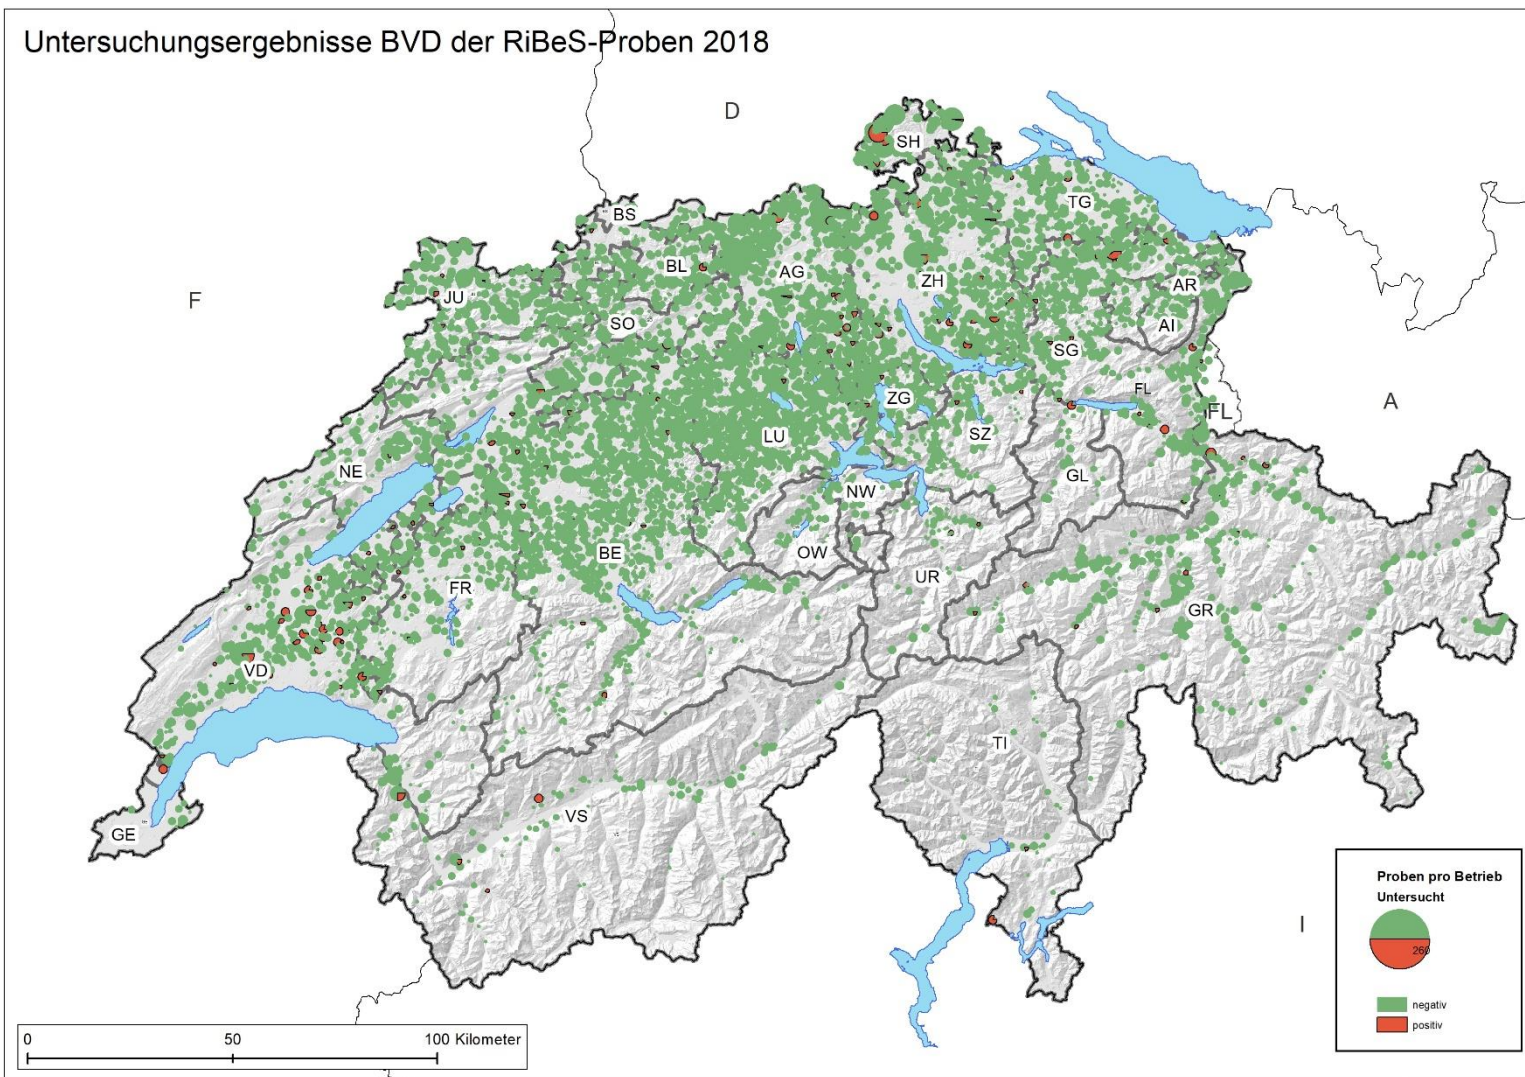 Untersuchungsergebnisse BVD der RiBeS-Proben 2018
D
SH
TG
BS
BL
AG
ZH
AR
F
JU
SO
AI
SG
FL
ZG
FL
A
LU
SZ
NE
NW
GL
BE
OW
UR
FR
GR
VD
TI
VS
GE
I
Proben pro Betrieb
Untersucht
260
negativ
positiv
0 50 100 Kilometer